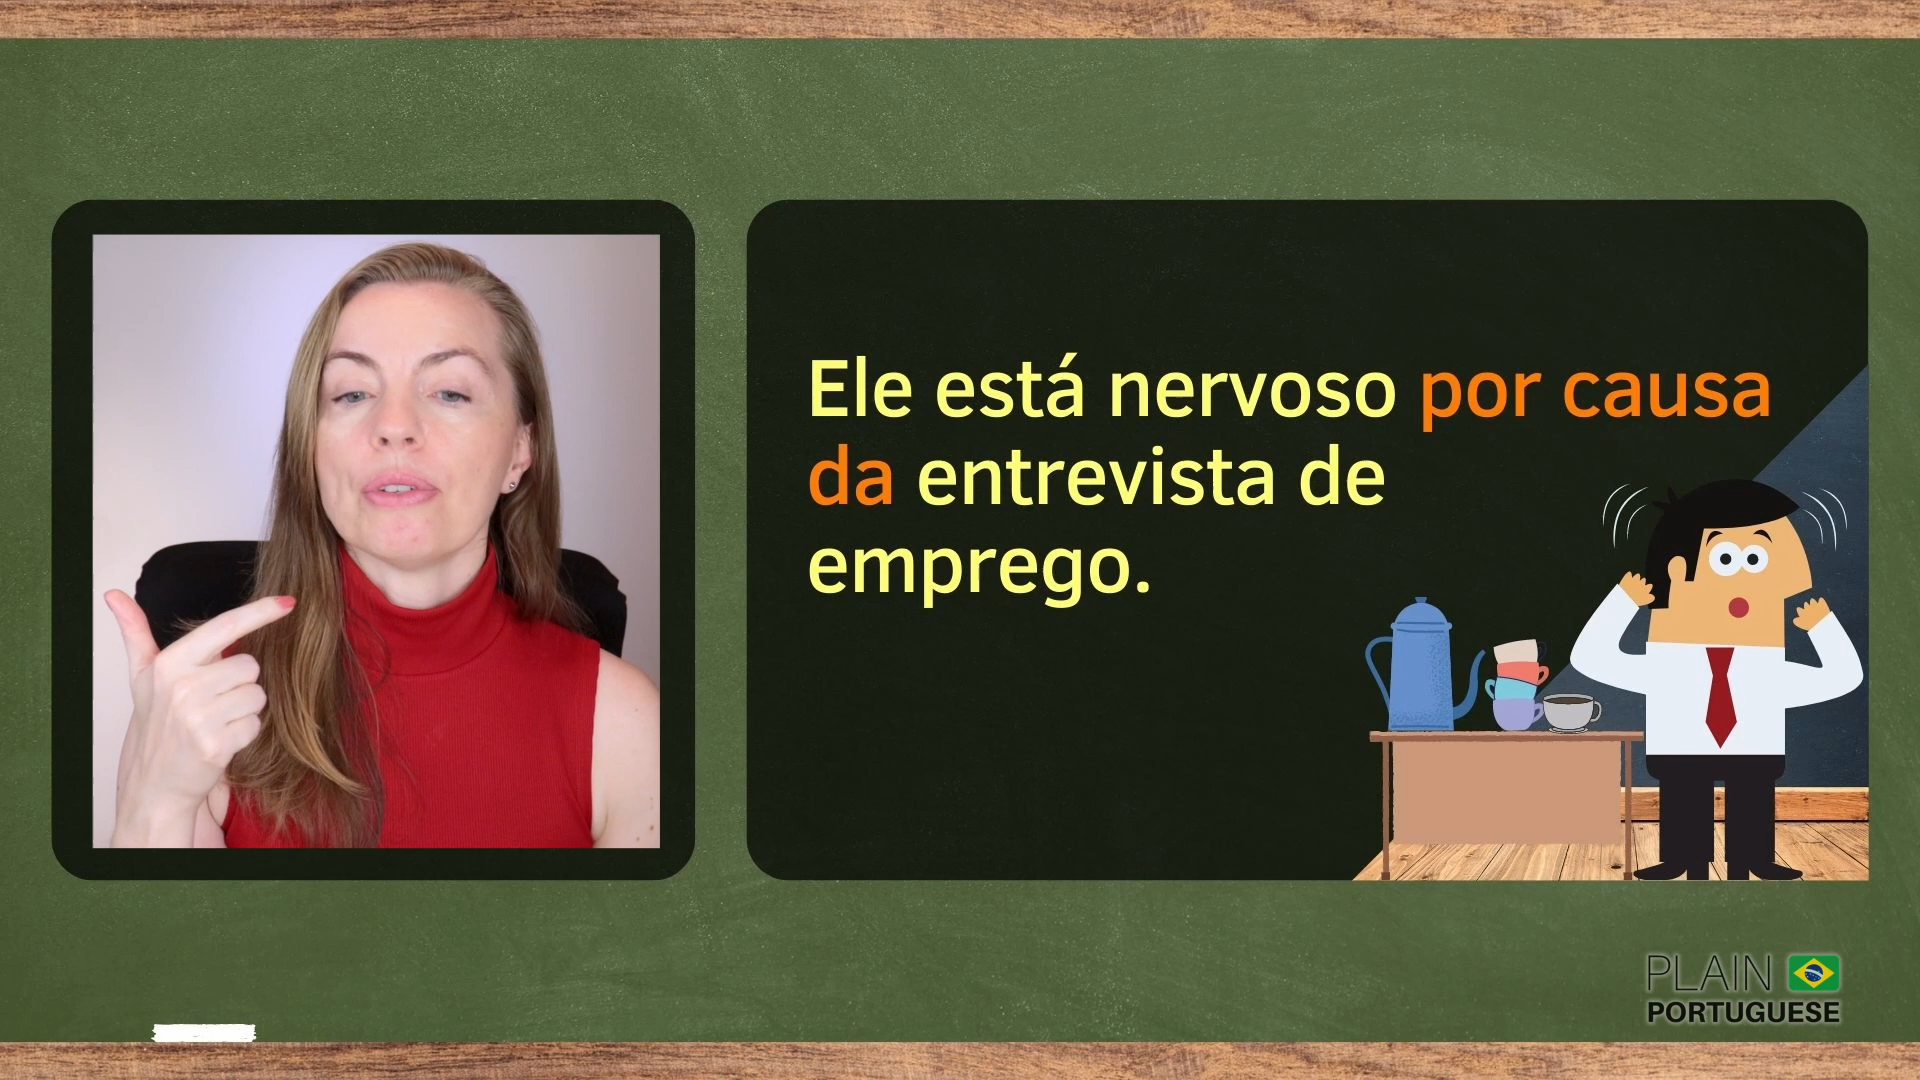 Ele está nervoso por causa
da entrevista de
emprego.
PLAIN
PORTUGUESE